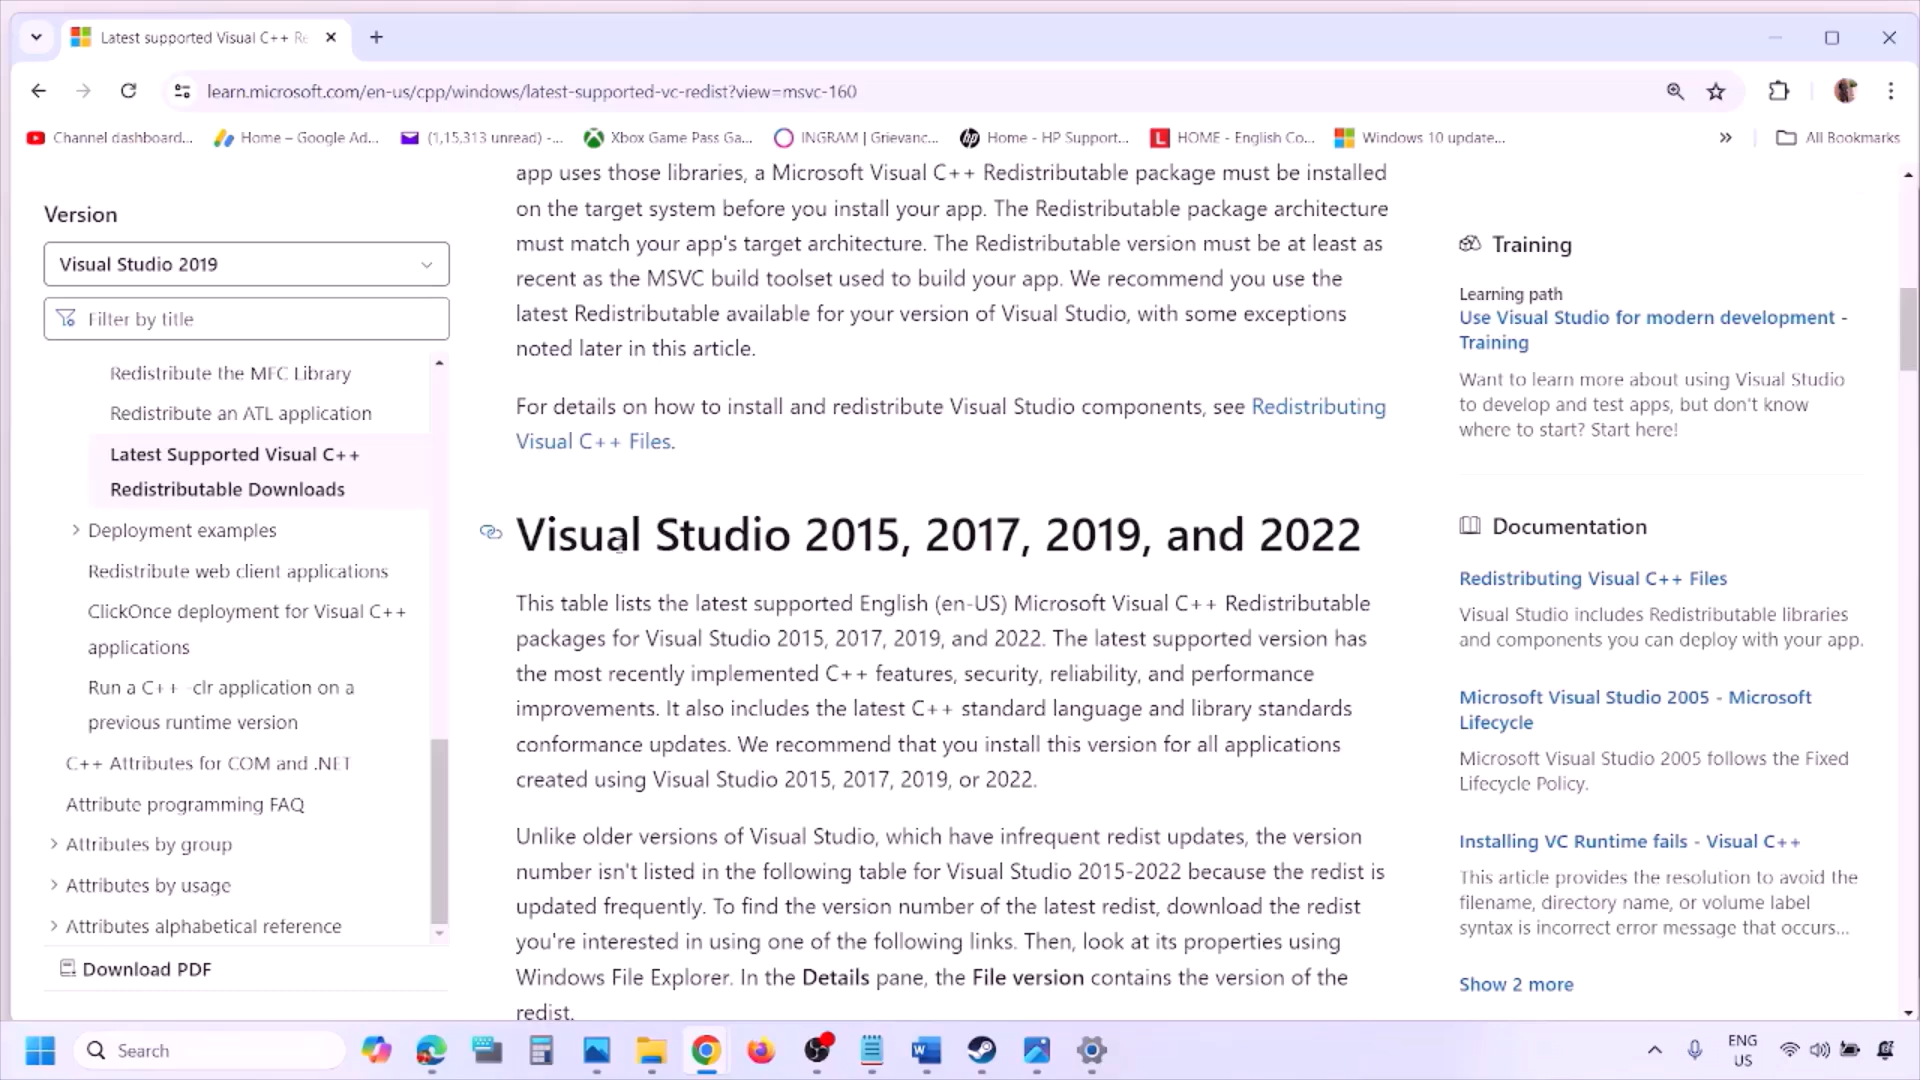 Latest supported Visual C++ Re
learn.microsoft.com/en-us/cpp/windows/latest-supported-vc-redist?view=msvc-160
Channel dashboard...
Home – Google Ad...
(1,15,313 unread) -...
Xbox Game Pass Ga...
INGRAM | Grievanc...
Home - HP Support...
HOME - English Co...
Windows 10 update...
All Bookmarks
Version
Visual Studio 2019
Filter by title
Redistribute the MFC Library
Redistribute an ATL application
Latest Supported Visual C++
Redistributable Downloads
Deployment examples
Redistribute web client applications
ClickOnce deployment for Visual C++
applications
Run a C++ -clr application on a
previous runtime version
C++ Attributes for COM and .NET
Attribute programming FAQ
Attributes by group
Attributes by usage
Attributes alphabetical reference
Download PDF
app uses those libraries, a Microsoft Visual C++ Redistributable package must be installed
on the target system before you install your app. The Redistributable package architecture
must match your app's target architecture. The Redistributable version must be at least as
recent as the MSVC build toolset used to build your app. We recommend you use the
latest Redistributable available for your version of Visual Studio, with some exceptions
noted later in this article.
For details on how to install and redistribute Visual Studio components, see Redistributing
Visual C++ Files.
Visual Studio 2015, 2017, 2019, and 2022
This table lists the latest supported English (en-US) Microsoft Visual C++ Redistributable
packages for Visual Studio 2015, 2017, 2019, and 2022. The latest supported version has
the most recently implemented C++ features, security, reliability, and performance
improvements. It also includes the latest C++ standard language and library standards
conformance updates. We recommend that you install this version for all applications
created using Visual Studio 2015, 2017, 2019, or 2022.
Unlike older versions of Visual Studio, which have infrequent redist updates, the version
number isn't listed in the following table for Visual Studio 2015-2022 because the redist is
updated frequently. To find the version number of the latest redist, download the redist
you're interested in using one of the following links. Then, look at its properties using
Windows File Explorer. In the Details pane, the File version contains the version of the
redist.
Training
Learning path
Use Visual Studio for modern development -
Training
Want to learn more about using Visual Studio
to develop and test apps, but don't know
where to start? Start here!
Documentation
Redistributing Visual C++ Files
Visual Studio includes Redistributable libraries
and components you can deploy with your app.
Microsoft Visual Studio 2005 - Microsoft
Lifecycle
Microsoft Visual Studio 2005 follows the Fixed
Lifecycle Policy.
Installing VC Runtime fails - Visual C++
This article provides the resolution to avoid the
filename, directory name, or volume label
syntax is incorrect error message that occurs...
Show 2 more
Search
ENG
US